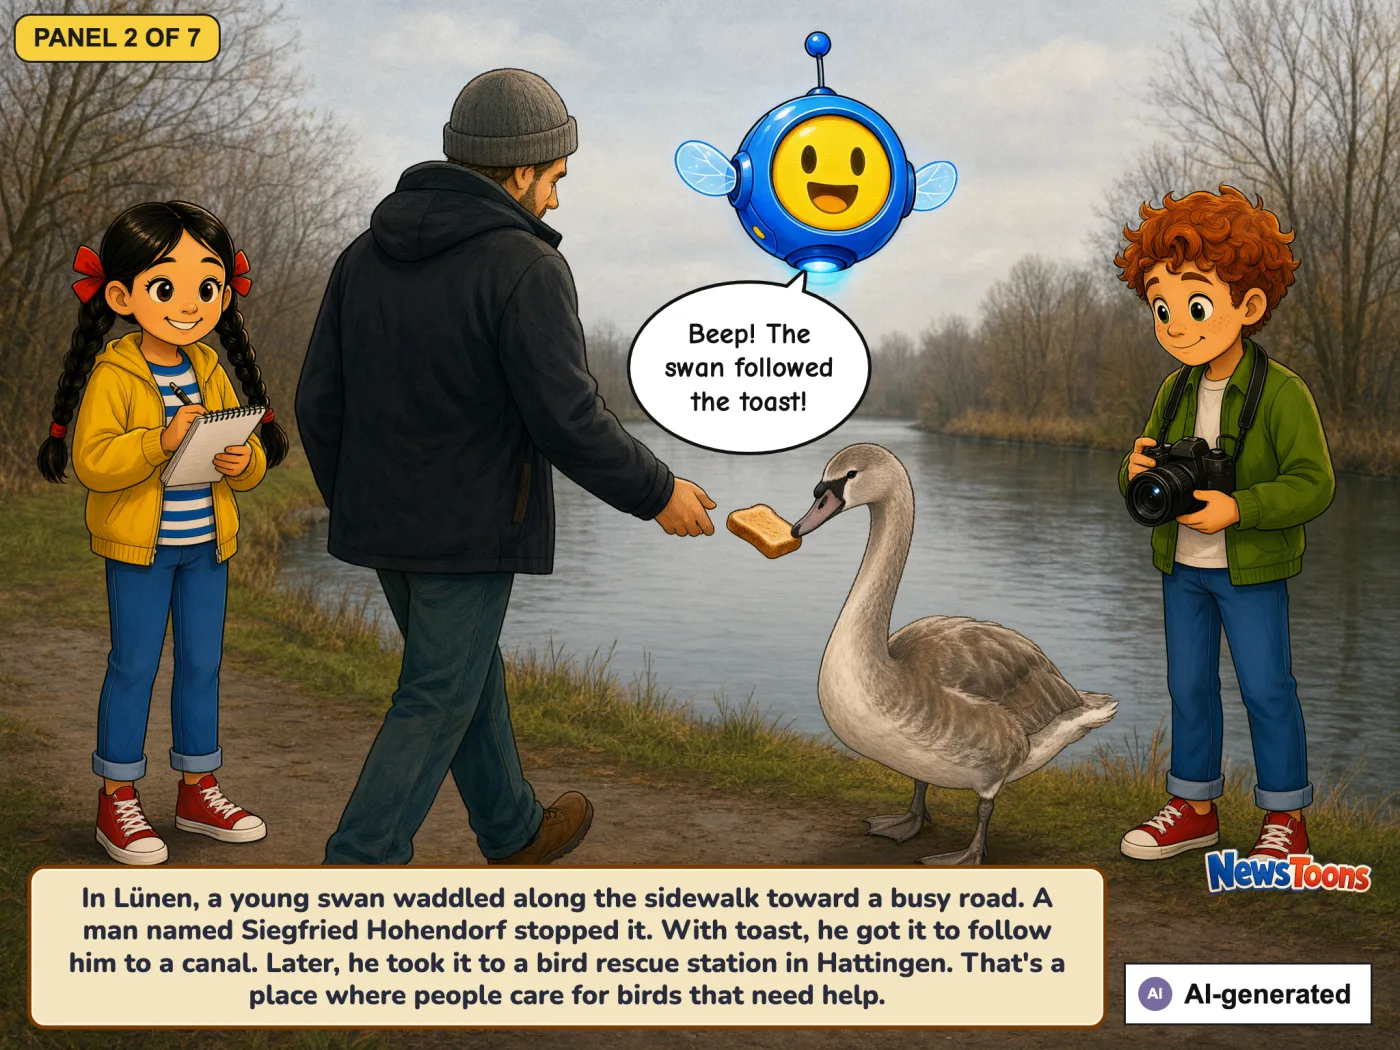 PANEL 2 OF 7
Beep! The
swan followed
the toast!
NewsToons
In Lünen, a young swan waddled along the sidewalk toward a busy road. A
man named Siegfried Hohendorf stopped it. With toast, he got it to follow
him to a canal. Later, he took it to a bird rescue station in Hattingen. That's a
place where people care for birds that need help.
AI AI-generated